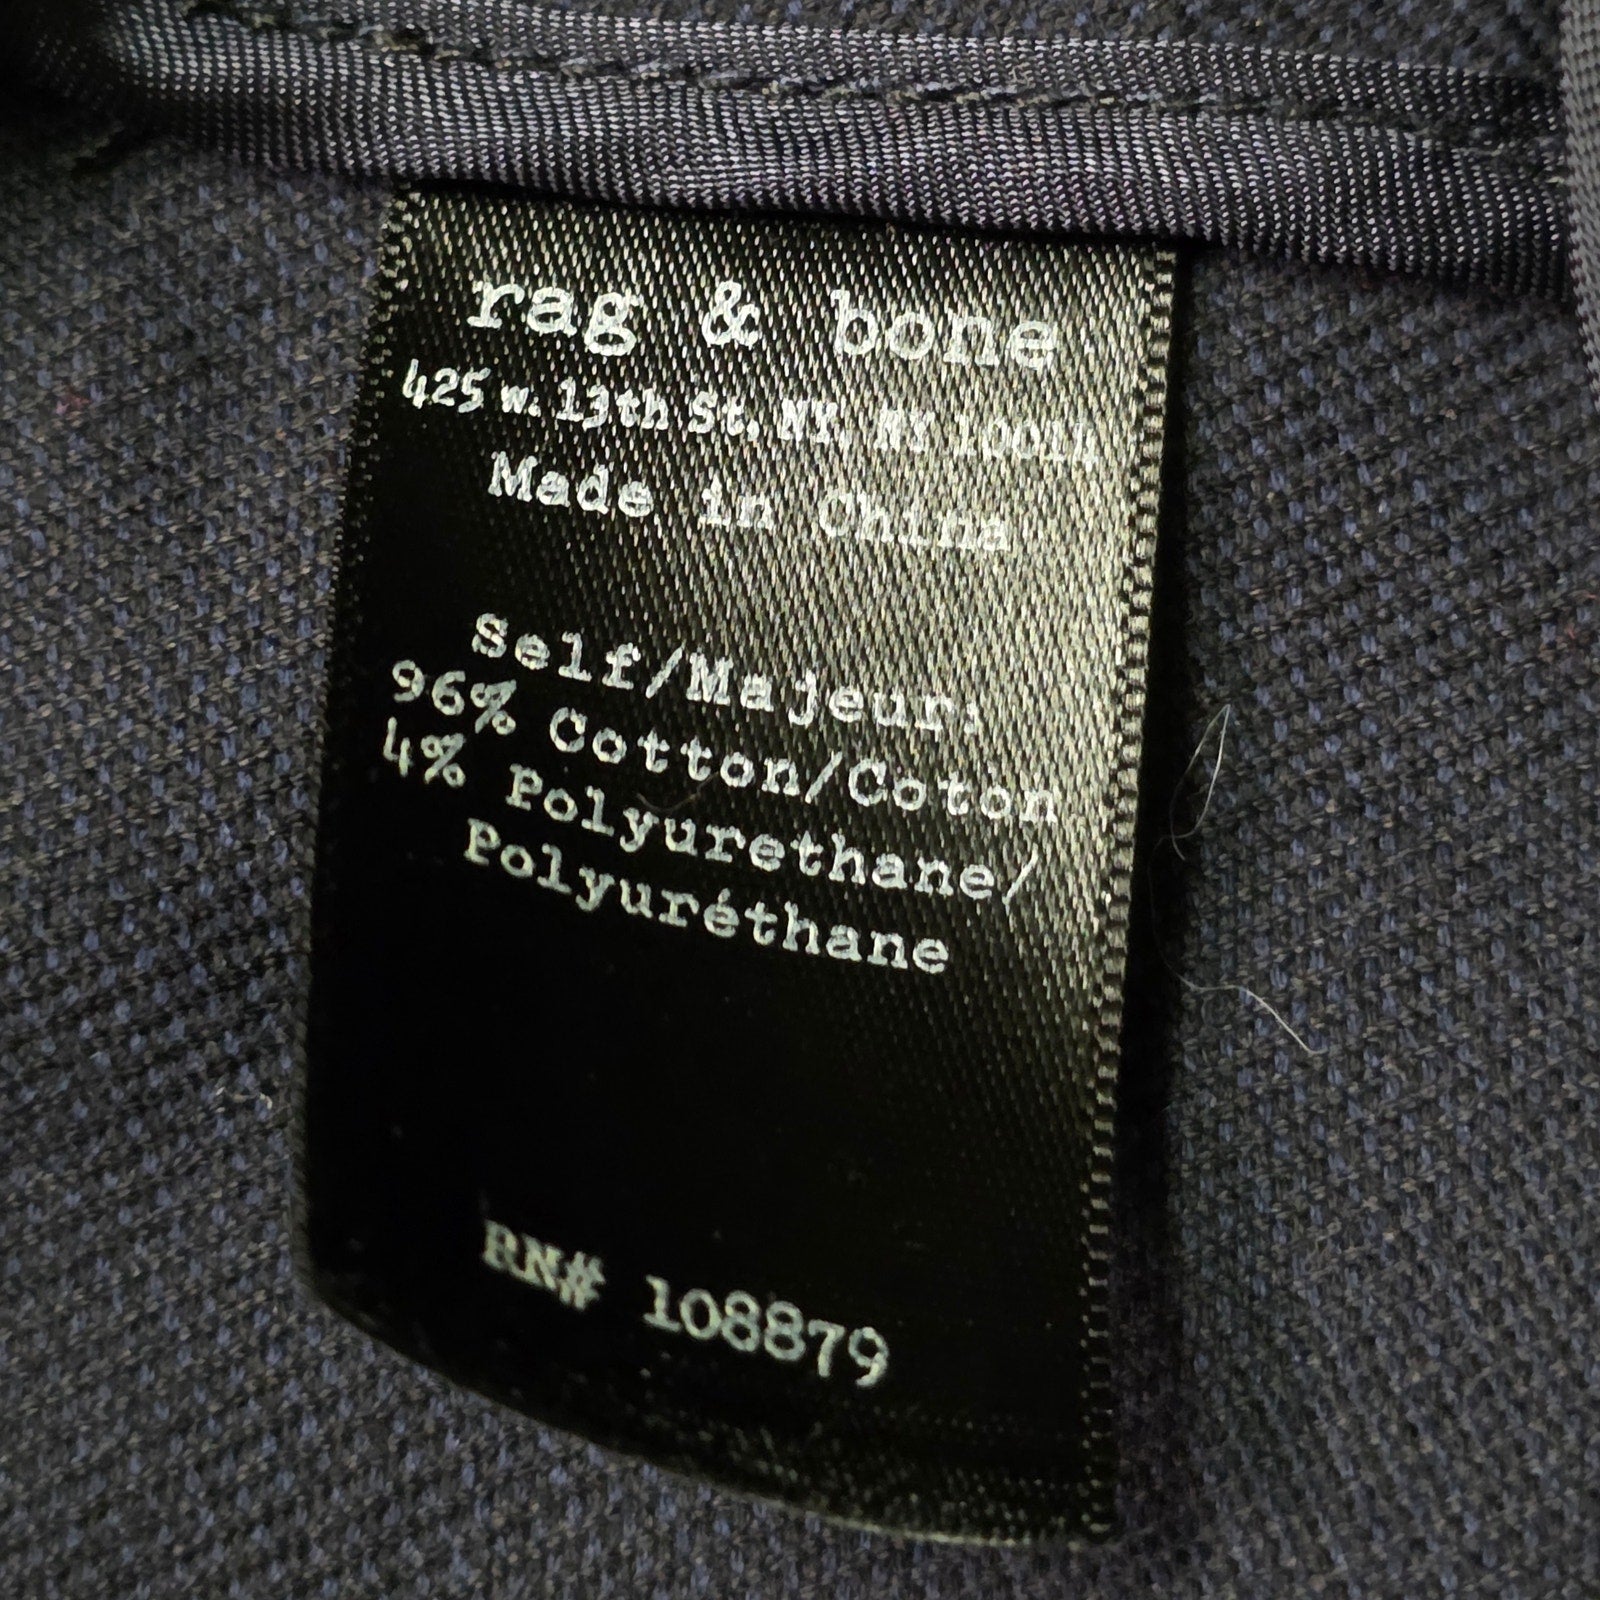 rag & bone
425 w. 13th St, NY, NY 10014
Made in China
Self/Majeur;
96% Cotton/Coton
4% Polyurethane/
Polyuréthane
RN# 108879